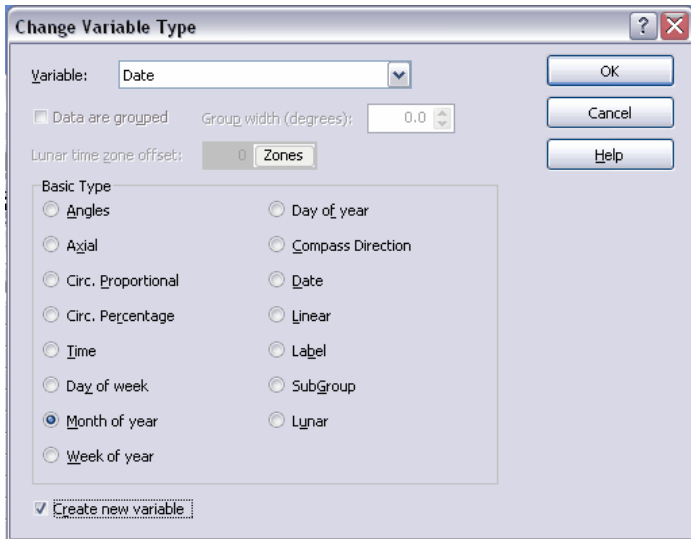 Change Variable Type
Variable: Date
OK
Data are grouped Group width (degrees): 0.0
Cancel
Lunar time zone offset: 0 Zones
Help
Basic Type
Angles Day of year
Axial Compass Direction
Circ. Proportional Date
Circ. Percentage Linear
Time Label
Day of week SubGroup
Month of year Lunar
Week of year
Create new variable